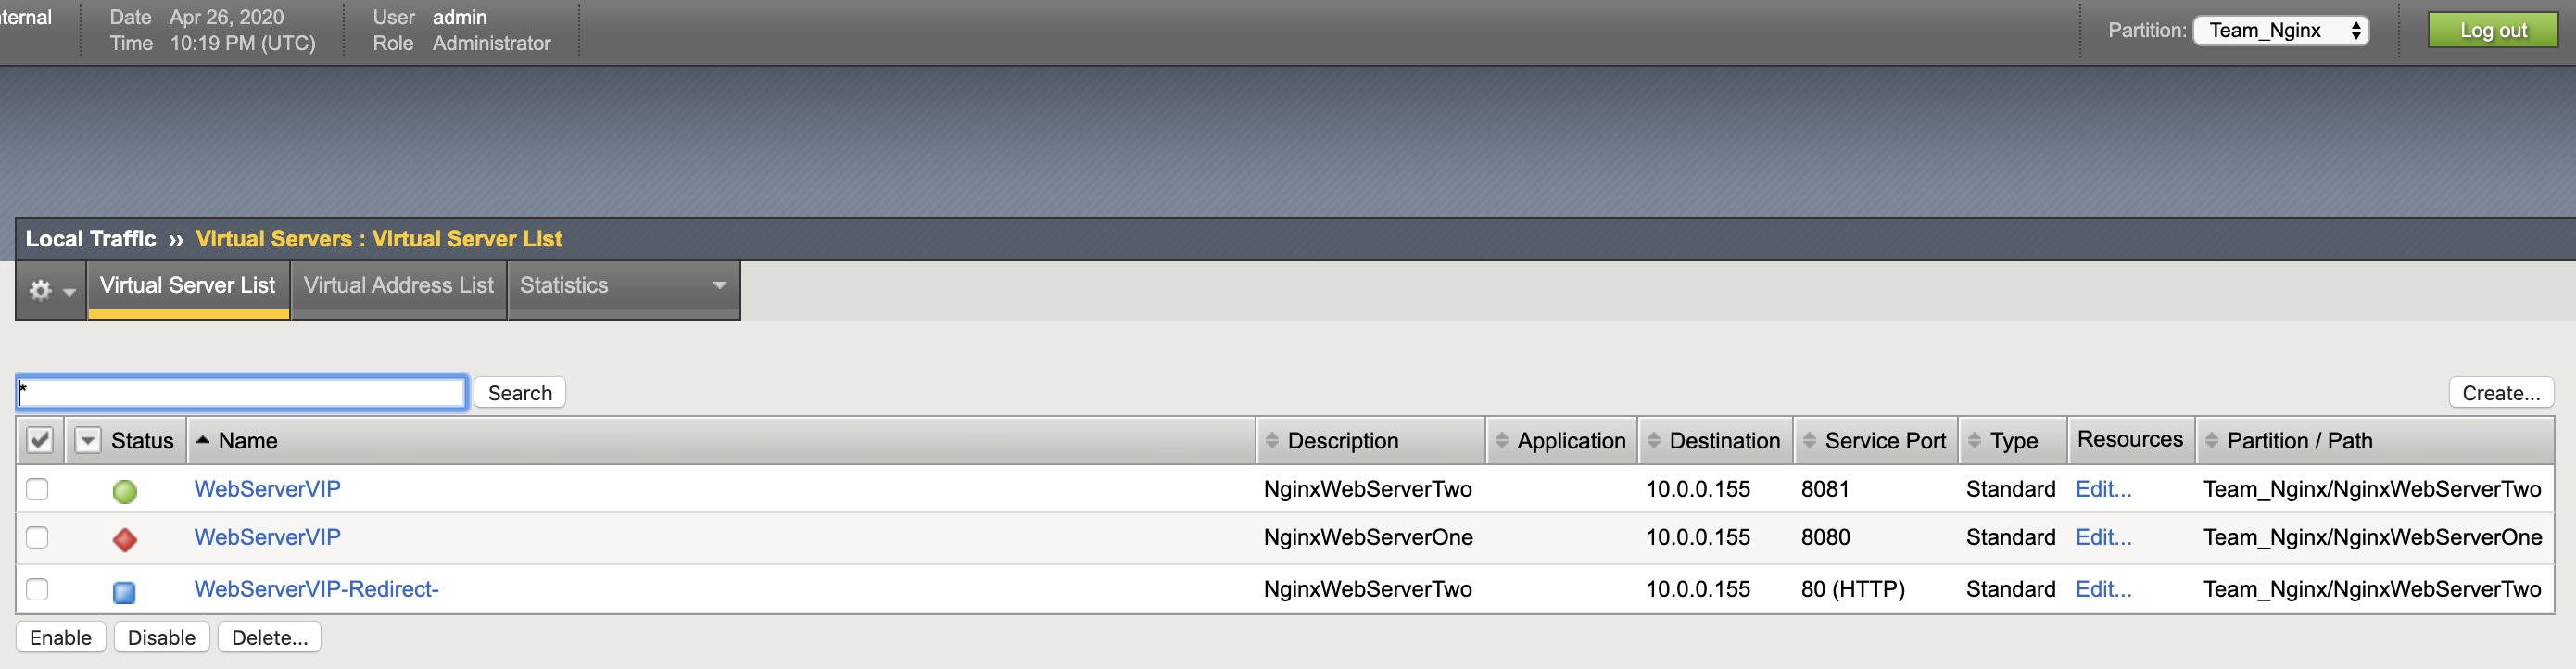 ternal
Date Apr 26, 2020
Time 10:19 PM (UTC)
User admin
Role Administrator
Partition: Team_Nginx
Log out
Local Traffic ›› Virtual Servers : Virtual Server List
Virtual Server List Virtual Address List Statistics
* Search Create...
Status Name Description Application Destination Service Port Type Resources Partition / Path
WebServerVIP NginxWebServerTwo 10.0.0.155 8081 Standard Edit... Team_Nginx/NginxWebServerTwo
WebServerVIP NginxWebServerOne 10.0.0.155 8080 Standard Edit... Team_Nginx/NginxWebServerOne
WebServerVIP-Redirect- NginxWebServerTwo 10.0.0.155 80 (HTTP) Standard Edit... Team_Nginx/NginxWebServerTwo
Enable Disable Delete...